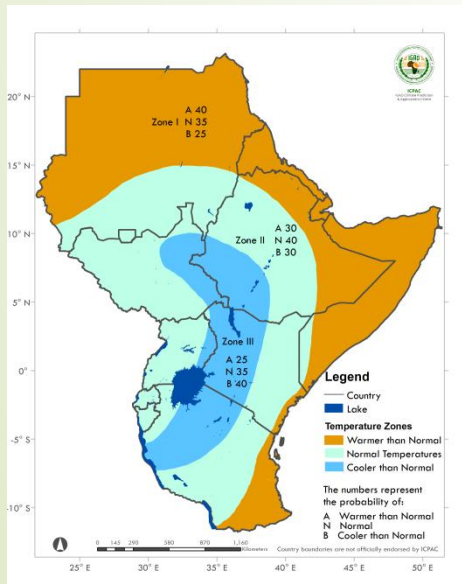 IGAD
ICPAC
20°N
15°N
10°N
5°N
0°
-5°S
-10°S
25°E
30°E
35°E
40°E
45°E
50°E
A 40
Zone I N 35
B 25
A 30
Zone II N 40
B 30
Zone III
A 25
N 35
B 40
Legend
Country
Lake
Temperature Zones
Warmer than Normal
Normal Temperatures
Cooler than Normal
The numbers represent
the probability of:
A Warmer than Normal
N Normal
B Cooler than Normal
0 145 290 580 870 1,160
Kilometers
Country boundaries are not officially endorsed by ICPAC